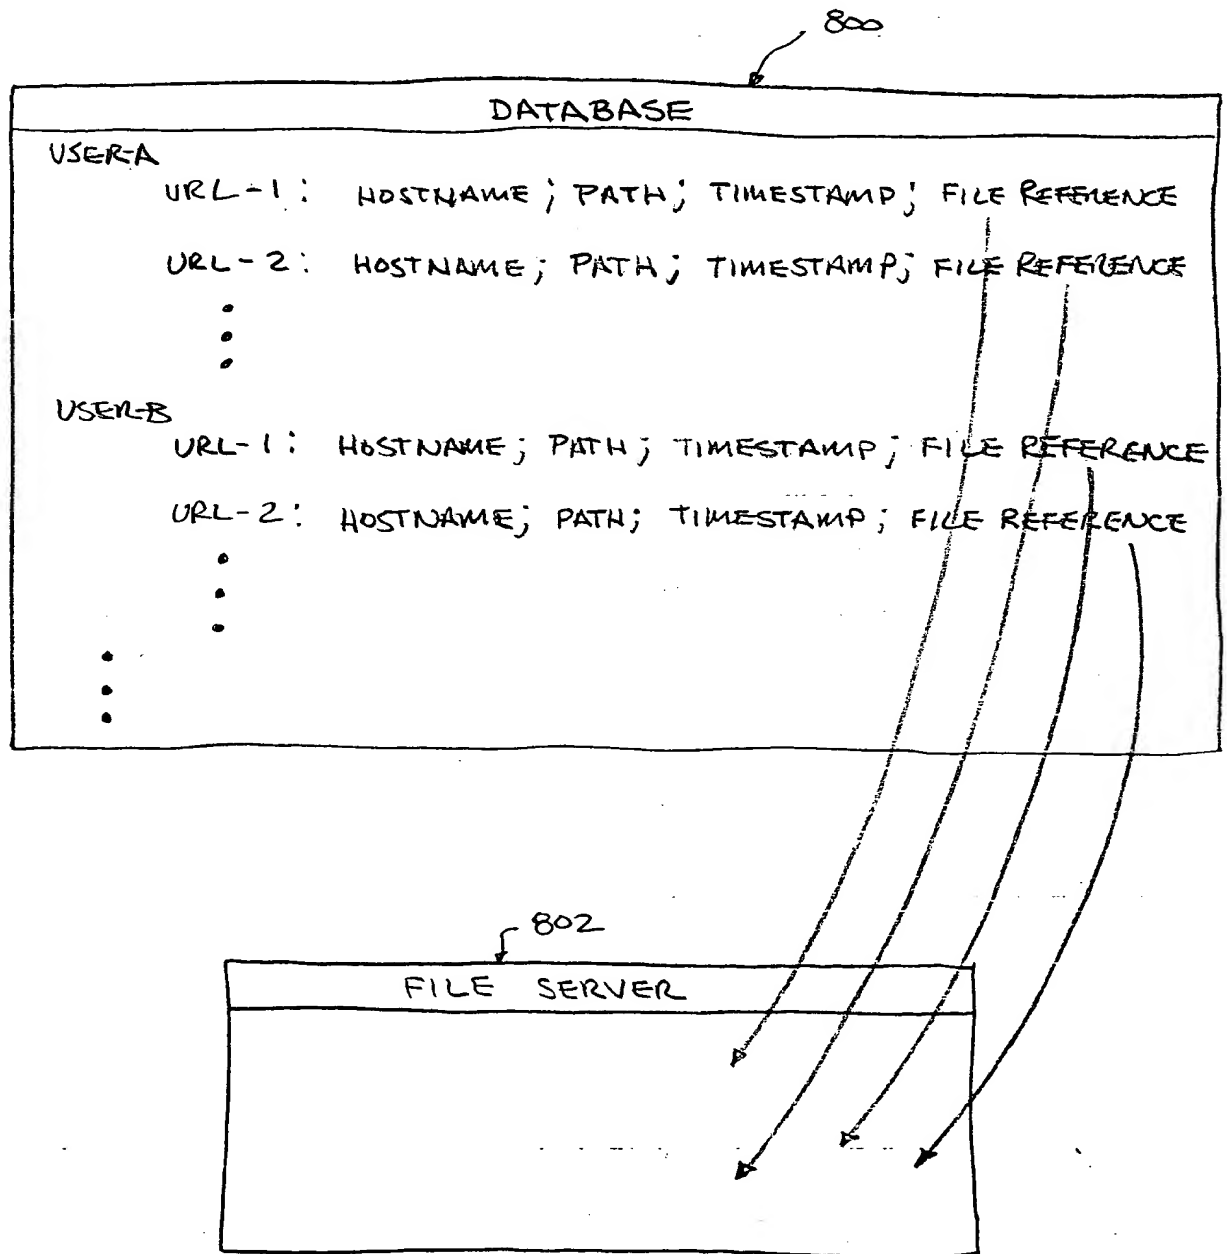 800
DATABASE
USER-A
URL-1: HOSTNAME; PATH; TIMESTAMP; FILE REFERENCE
URL-2: HOSTNAME; PATH; TIMESTAMP; FILE REFERENCE
USER-B
URL-1: HOSTNAME; PATH; TIMESTAMP; FILE REFERENCE
URL-2: HOSTNAME; PATH; TIMESTAMP; FILE REFERENCE
802
FILE SERVER